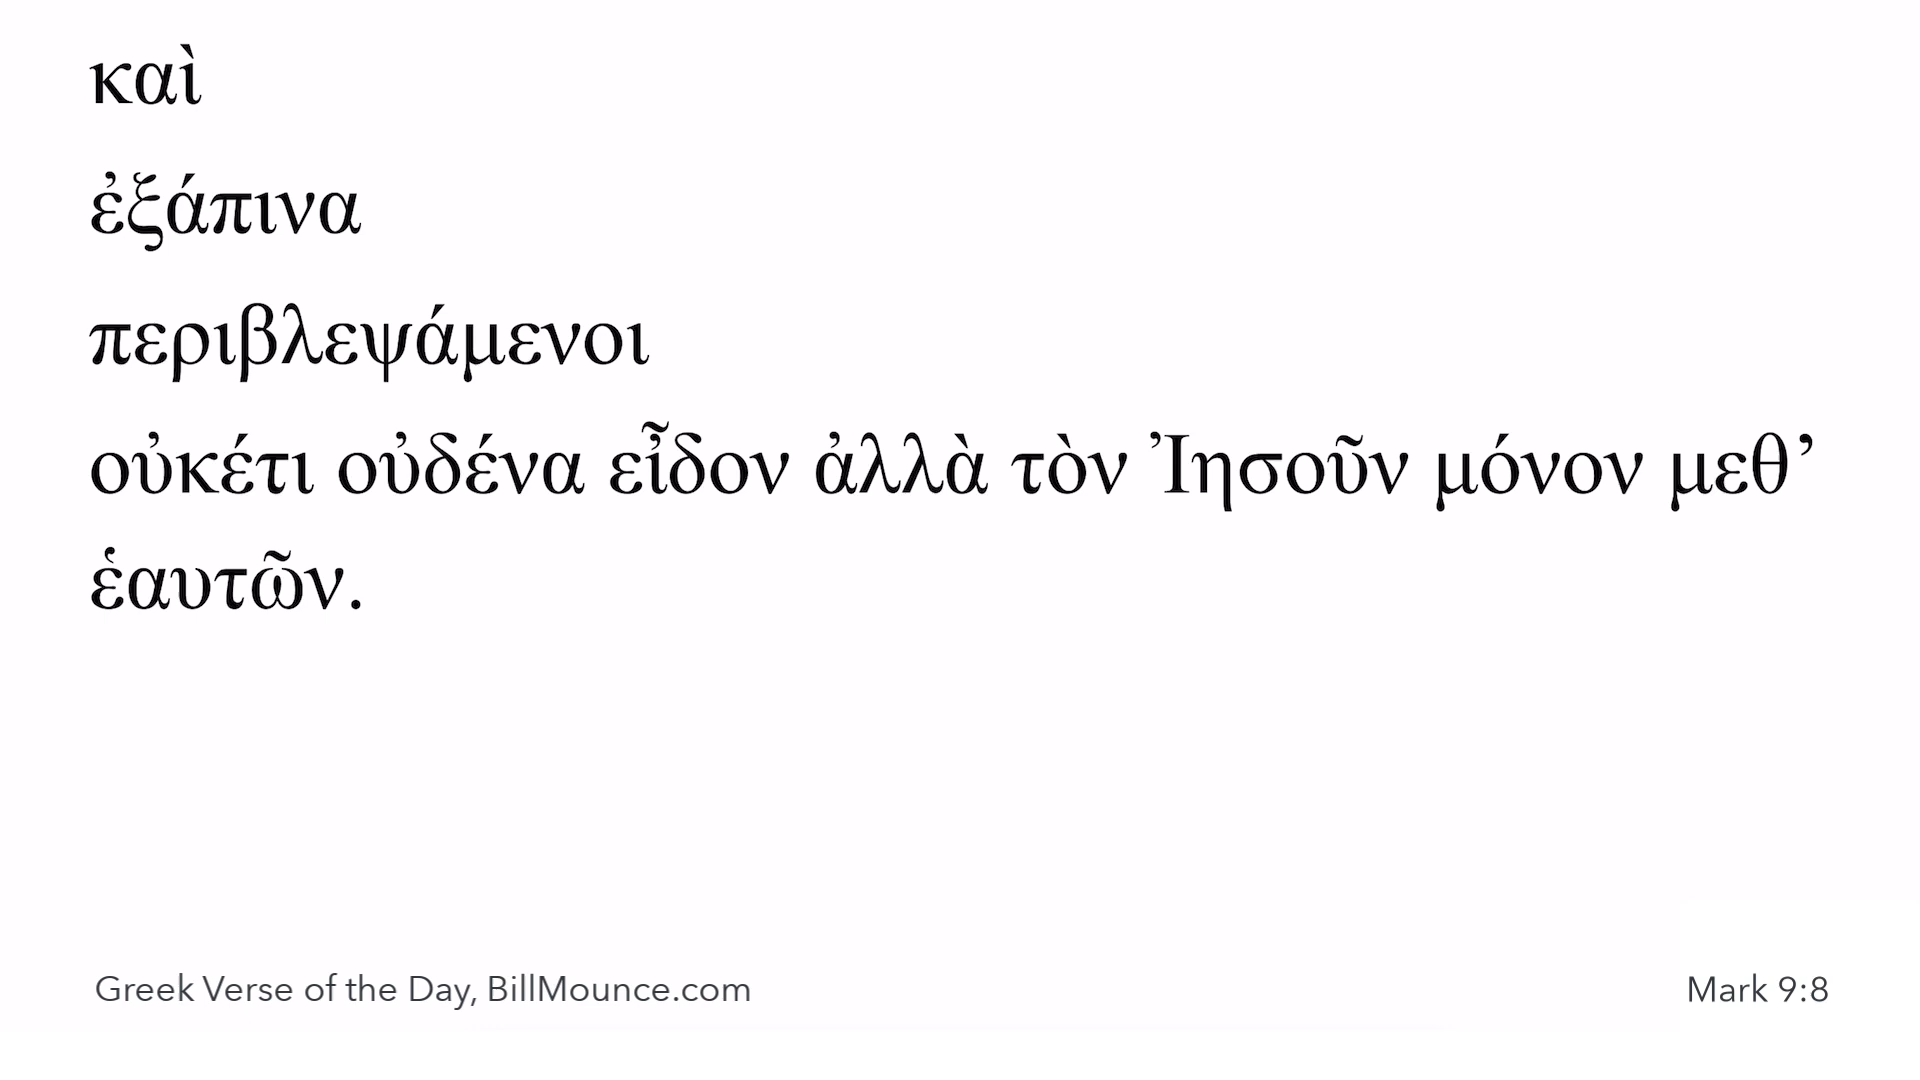 καὶ
ἐξάπινα
περιβλεψάμενοι
οὐκέτι οὐδένα εἶδον ἀλλὰ τὸν Ἰησοῦν μόνον μεθ’
ἑαυτῶν.
Greek Verse of the Day, BillMounce.com
Mark 9:8